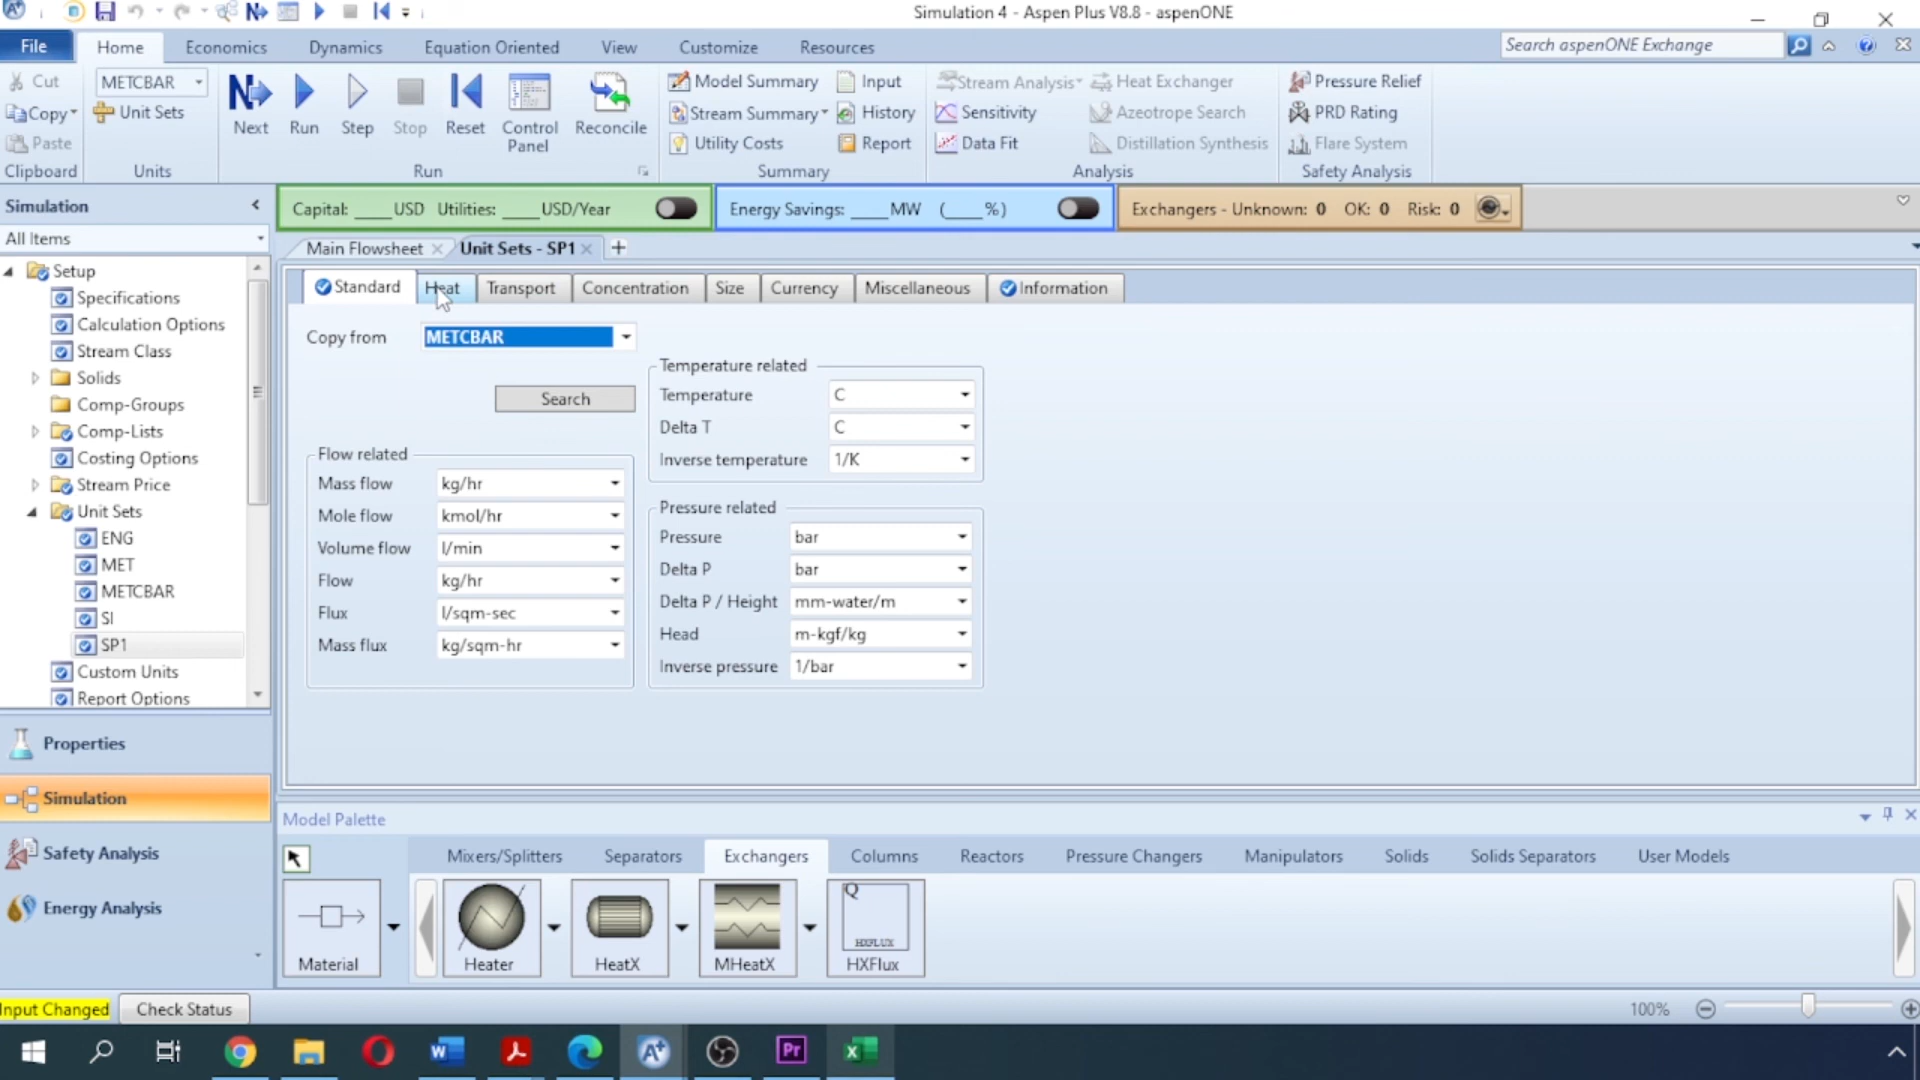 Simulation 4 - Aspen Plus V8.8 - aspenONE
File Home Economics Dynamics Equation Oriented View Customize Resources Search aspenONE Exchange
Cut METCBAR Model Summary Input Stream Analysis Heat Exchanger Pressure Relief
Copy Unit Sets Next Run Step Stop Reset Control Panel Reconcile Stream Summary History Sensitivity Azeotrope Search PRD Rating
Paste Utility Costs Report Data Fit Distillation Synthesis Flare System
Clipboard Units Run Summary Analysis Safety Analysis
Simulation
Capital: ____USD Utilities: ____USD/Year Energy Savings: ____MW (____%) Exchangers - Unknown: 0 OK: 0 Risk: 0
All Items
Main Flowsheet Unit Sets - SP1 +
Setup
Specifications
Calculation Options
Stream Class
Solids
Comp-Groups
Comp-Lists
Costing Options
Stream Price
Unit Sets
ENG
MET
METCBAR
SI
SP1
Custom Units
Report Options
Standard Heat Transport Concentration Size Currency Miscellaneous Information
Copy from METCBAR
Search
Flow related
Mass flow kg/hr
Mole flow kmol/hr
Volume flow l/min
Flow kg/hr
Flux l/sqm-sec
Mass flux kg/sqm-hr
Temperature related
Temperature C
Delta T C
Inverse temperature 1/K
Pressure related
Pressure bar
Delta P bar
Delta P / Height mm-water/m
Head m-kgf/kg
Inverse pressure 1/bar
Properties
Simulation
Safety Analysis
Energy Analysis
Model Palette
Mixers/Splitters Separators Exchangers Columns Reactors Pressure Changers Manipulators Solids Solids Separators User Models
Q
HXFLUX
Material Heater HeatX MHeatX HXFlux
Input Changed Check Status 100%